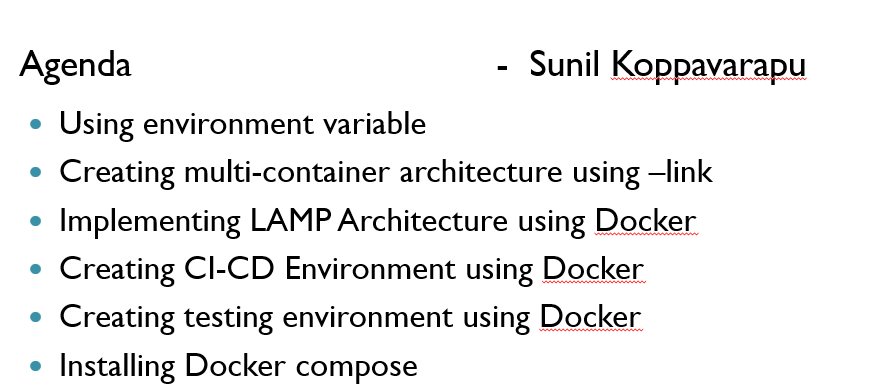 Agenda - Sunil Koppavarapu
• Using environment variable
• Creating multi-container architecture using –link
• Implementing LAMP Architecture using Docker
• Creating CI-CD Environment using Docker
• Creating testing environment using Docker
• Installing Docker compose